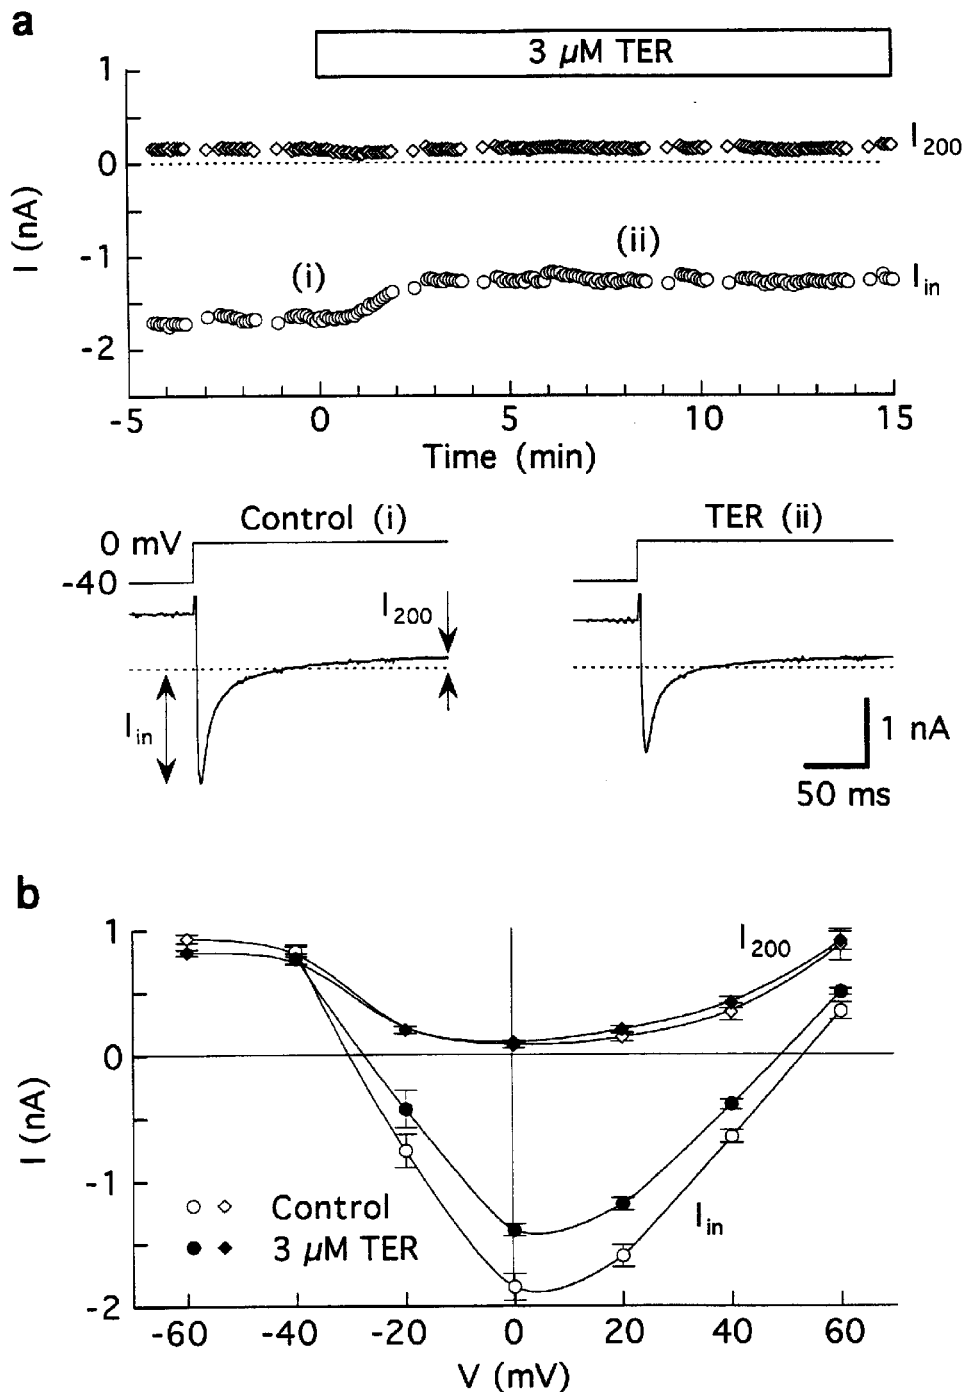 a
3 μM TER
1
0
-1
-2
I (nA)
I200
Iin
(i)
(ii)
-5 0 5 10 15
Time (min)
Control (i)
TER (ii)
0 mV
-40
I200
Iin
1 nA
50 ms
b
1
0
-1
-2
I (nA)
I200
Iin
Control
3 μM TER
-60 -40 -20 0 20 40 60
V (mV)